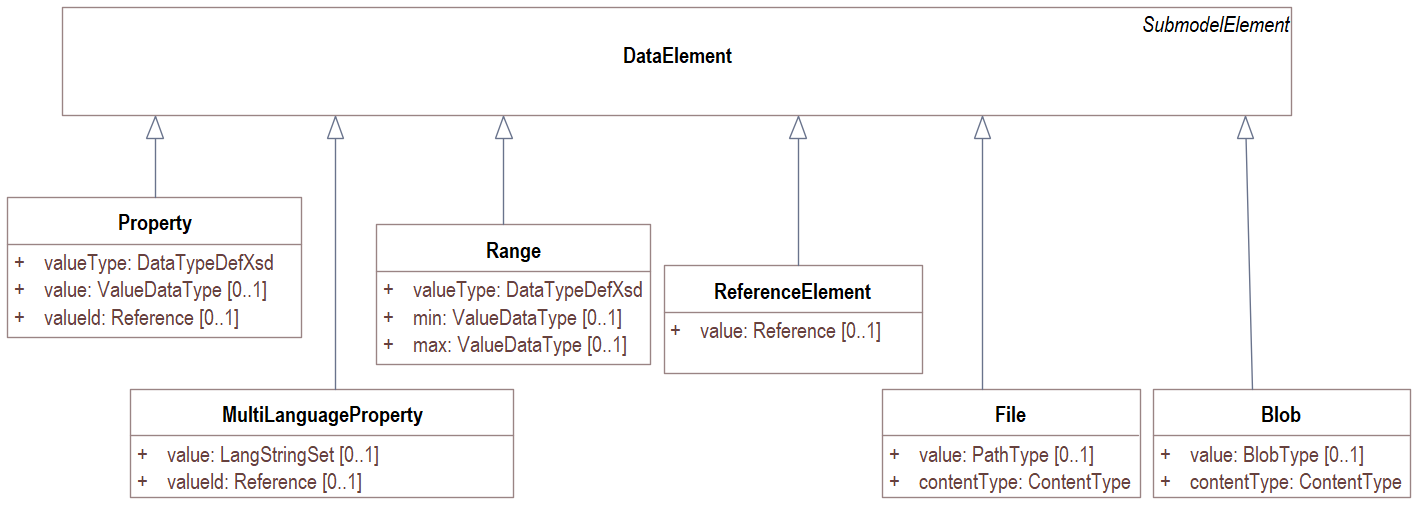 SubmodelElement
DataElement
Property
+ valueType: DataTypeDefXsd
+ value: ValueDataType [0..1]
+ valueId: Reference [0..1]
Range
+ valueType: DataTypeDefXsd
+ min: ValueDataType [0..1]
+ max: ValueDataType [0..1]
ReferenceElement
+ value: Reference [0..1]
MultiLanguageProperty
+ value: LangStringSet [0..1]
+ valueId: Reference [0..1]
File
+ value: PathType [0..1]
+ contentType: ContentType
Blob
+ value: BlobType [0..1]
+ contentType: ContentType